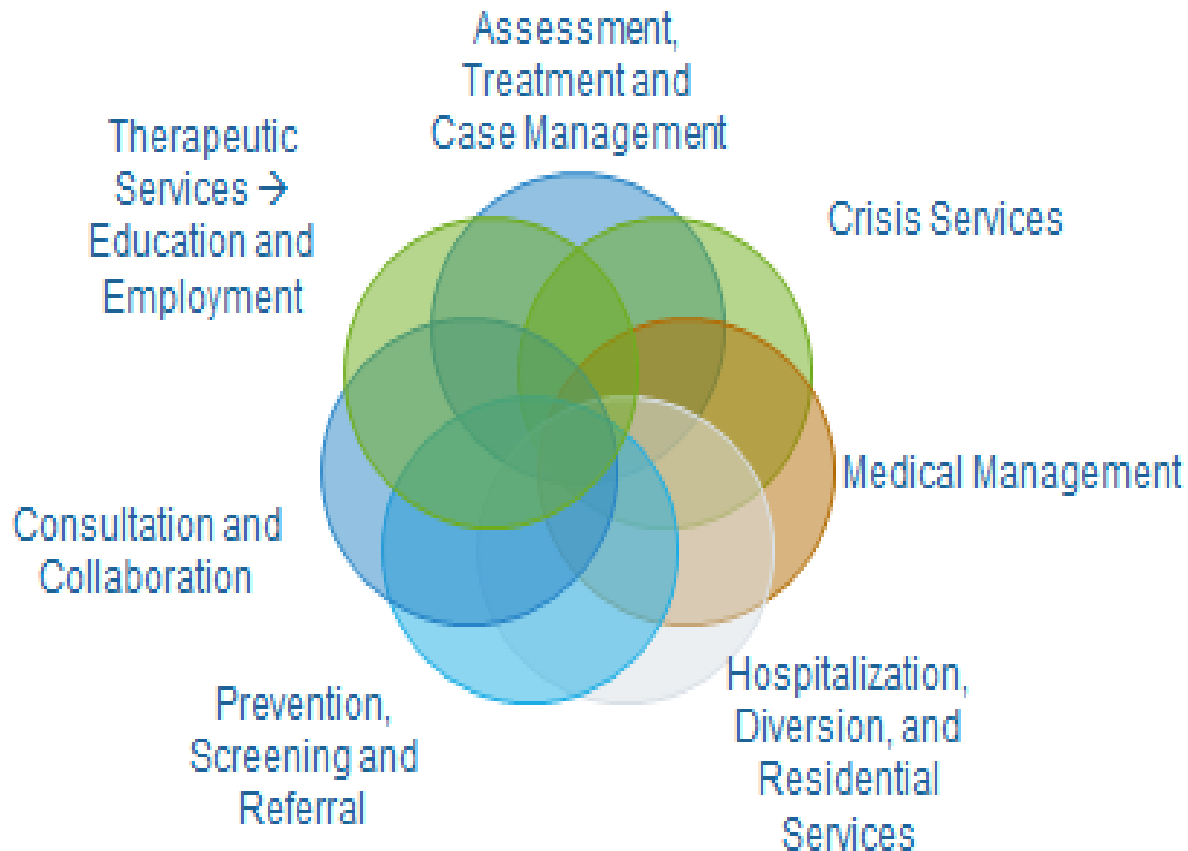 Assessment,
Treatment and
Case Management
Crisis Services
Medical Management
Hospitalization,
Diversion, and
Residential
Services
Prevention,
Screening and
Referral
Consultation and
Collaboration
Therapeutic
Services →
Education and
Employment